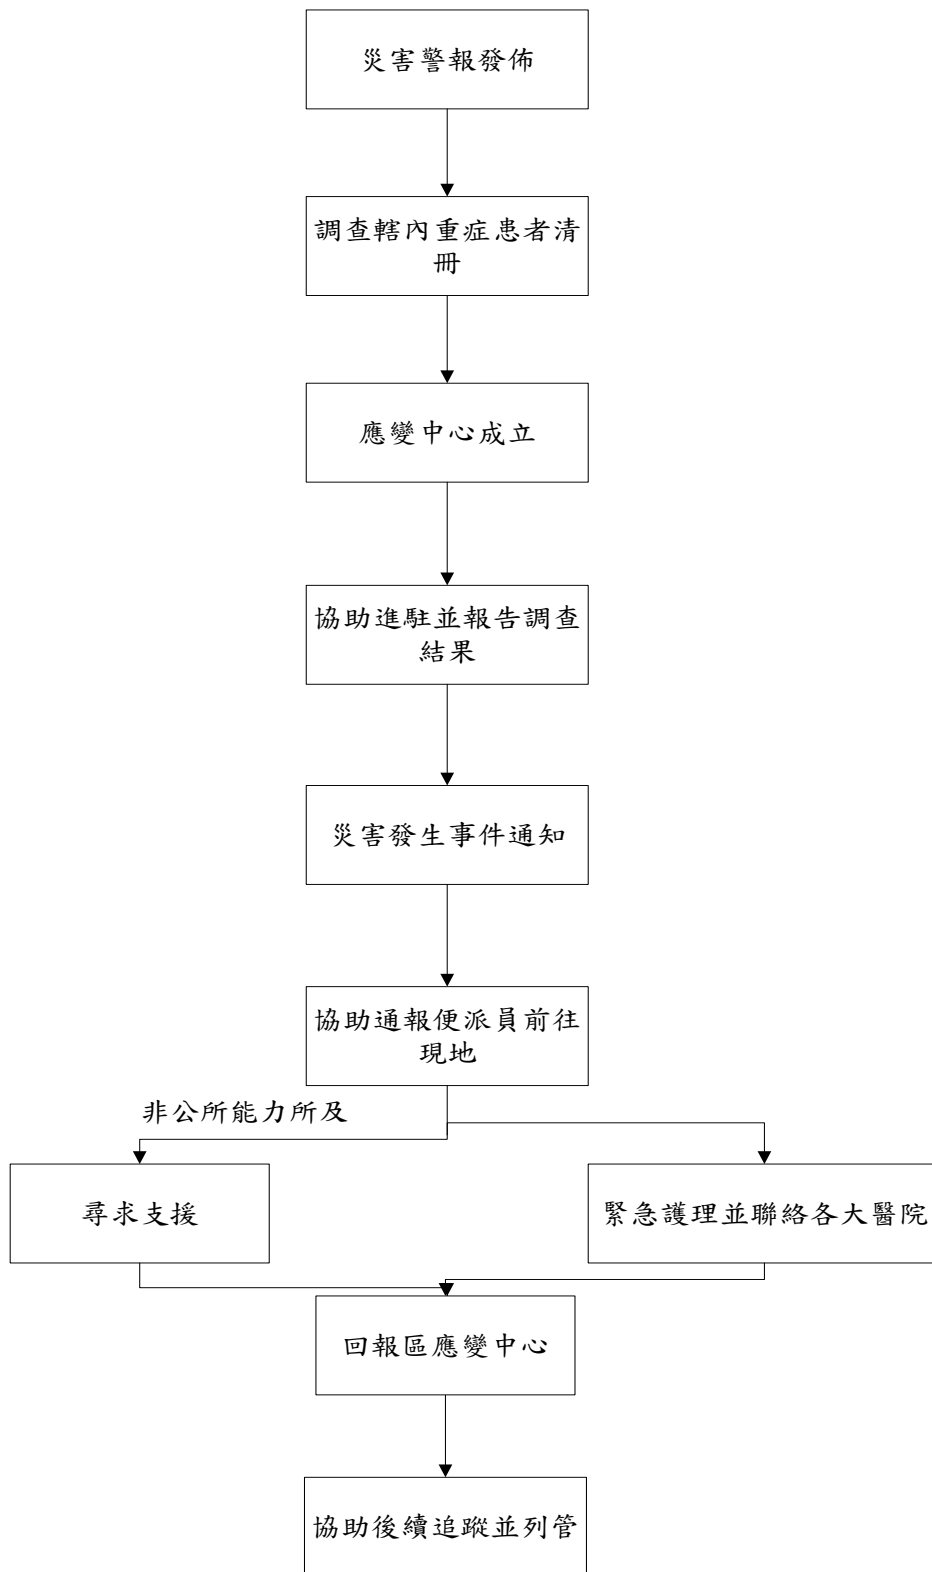 災害警報發佈
調查轄內重症患者清
冊
應變中心成立
協助進駐並報告調查
結果
災害發生事件通知
協助通報便派員前往
現地
非公所能力所及
尋求支援
緊急護理並聯絡各大醫院
回報區應變中心
協助後續追蹤並列管